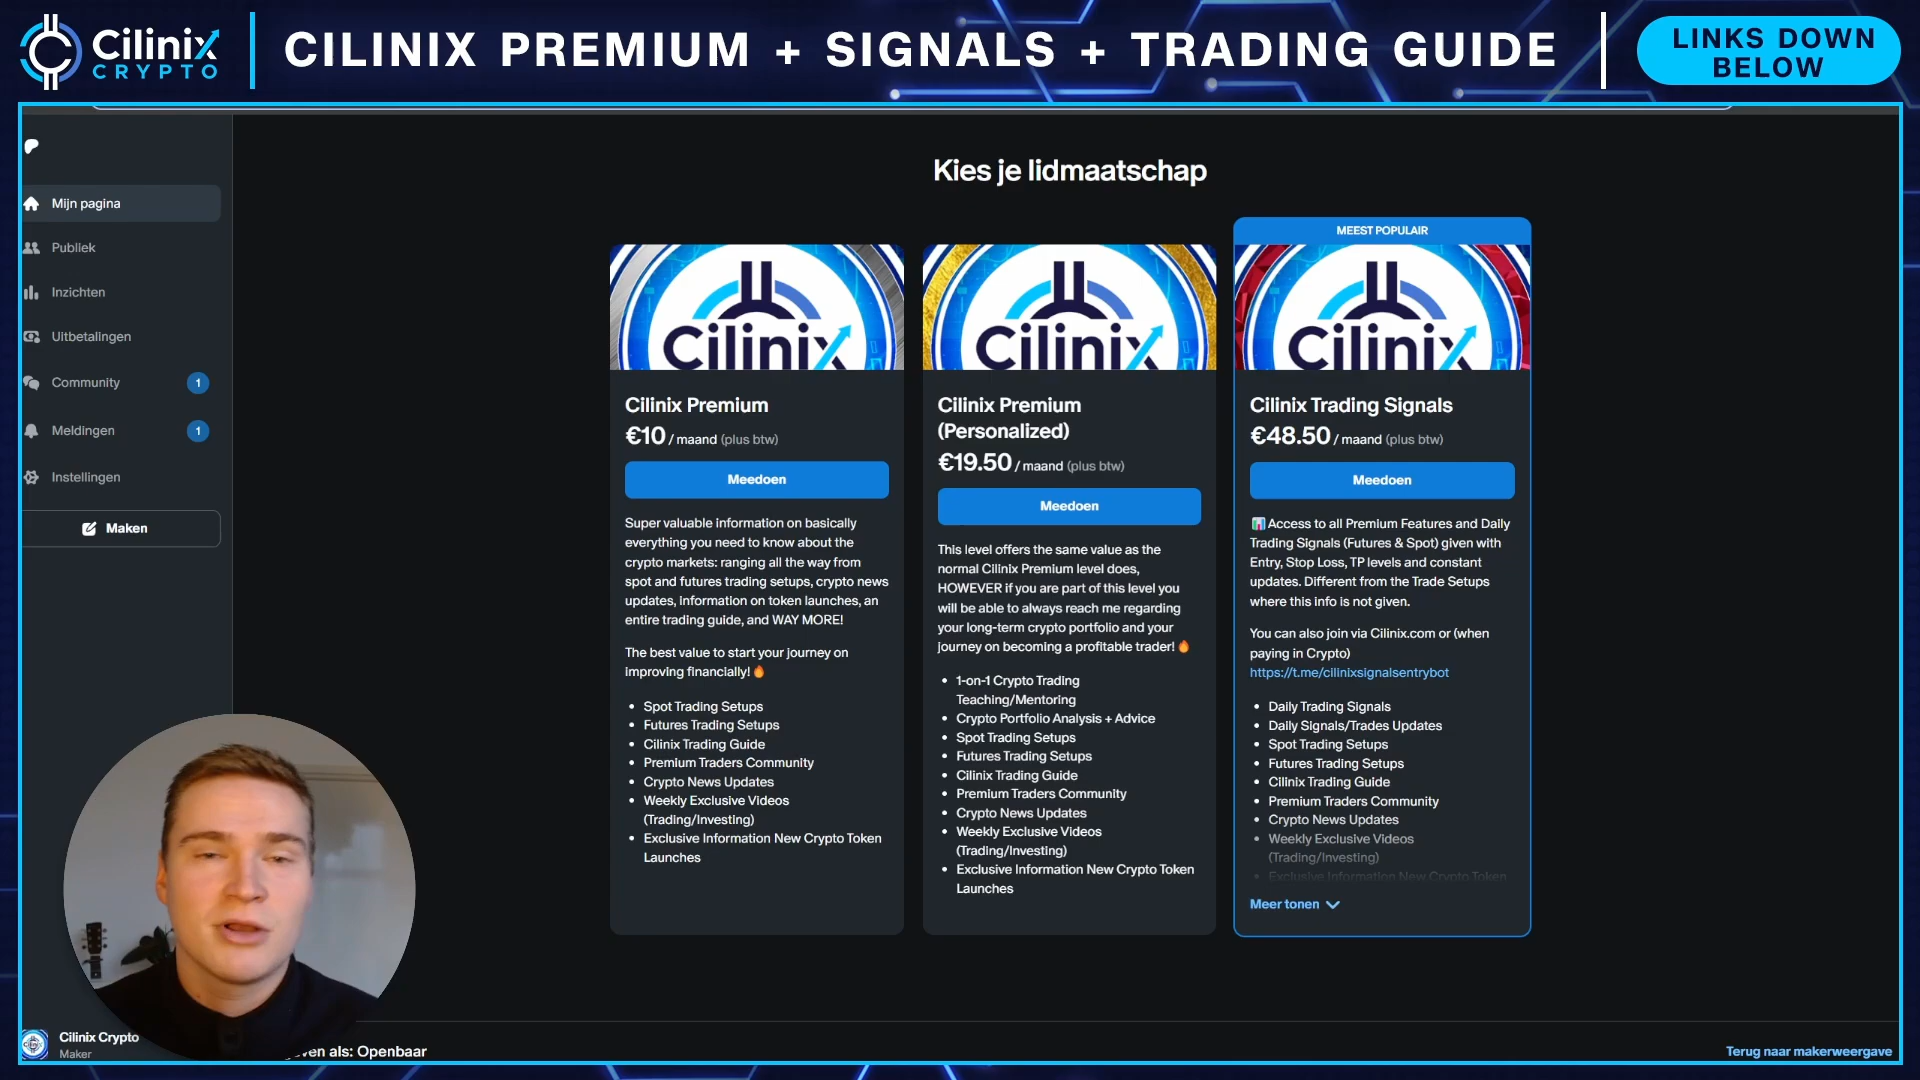 Cilinix
CRYPTO
CILINIX PREMIUM + SIGNALS + TRADING GUIDE
LINKS DOWN
BELOW
Mijn pagina
Publiek
Inzichten
Uitbetalingen
Community 1
Meldingen 1
Instellingen
Maken
Kies je lidmaatschap
Cilinix
Cilinix Premium
€10 / maand (plus btw)
Meedoen
Super valuable information on basically
everything you need to know about the
crypto markets: ranging all the way from
spot and futures trading setups, crypto news
updates, information on token launches, an
entire trading guide, and WAY MORE!
The best value to start your journey on
improving financially!🔥
• Spot Trading Setups
• Futures Trading Setups
• Cilinix Trading Guide
• Premium Traders Community
• Crypto News Updates
• Weekly Exclusive Videos
(Trading/Investing)
• Exclusive Information New Crypto Token
Launches
Cilinix
Cilinix Premium
(Personalized)
€19.50 / maand (plus btw)
Meedoen
This level offers the same value as the
normal Cilinix Premium level does,
HOWEVER if you are part of this level you
will be able to always reach me regarding
your long-term crypto portfolio and your
journey on becoming a profitable trader!🔥
• 1-on-1 Crypto Trading
Teaching/Mentoring
• Crypto Portfolio Analysis + Advice
• Spot Trading Setups
• Futures Trading Setups
• Cilinix Trading Guide
• Premium Traders Community
• Crypto News Updates
• Weekly Exclusive Videos
(Trading/Investing)
• Exclusive Information New Crypto Token
Launches
MEEST POPULAIR
Cilinix
Cilinix Trading Signals
€48.50 / maand (plus btw)
Meedoen
📊Access to all Premium Features and Daily
Trading Signals (Futures & Spot) given with
Entry, Stop Loss, TP levels and constant
updates. Different from the Trade Setups
where this info is not given.
You can also join via Cilinix.com or (when
paying in Crypto)
https://t.me/cilinixsignalsentrybot
• Daily Trading Signals
• Daily Signals/Trades Updates
• Spot Trading Setups
• Futures Trading Setups
• Cilinix Trading Guide
• Premium Traders Community
• Crypto News Updates
• Weekly Exclusive Videos
(Trading/Investing)
• Exclusive Information New Crypto Token
Meer tonen
Cilinix Crypto
Maker
ven als: Openbaar
Terug naar makerweergave